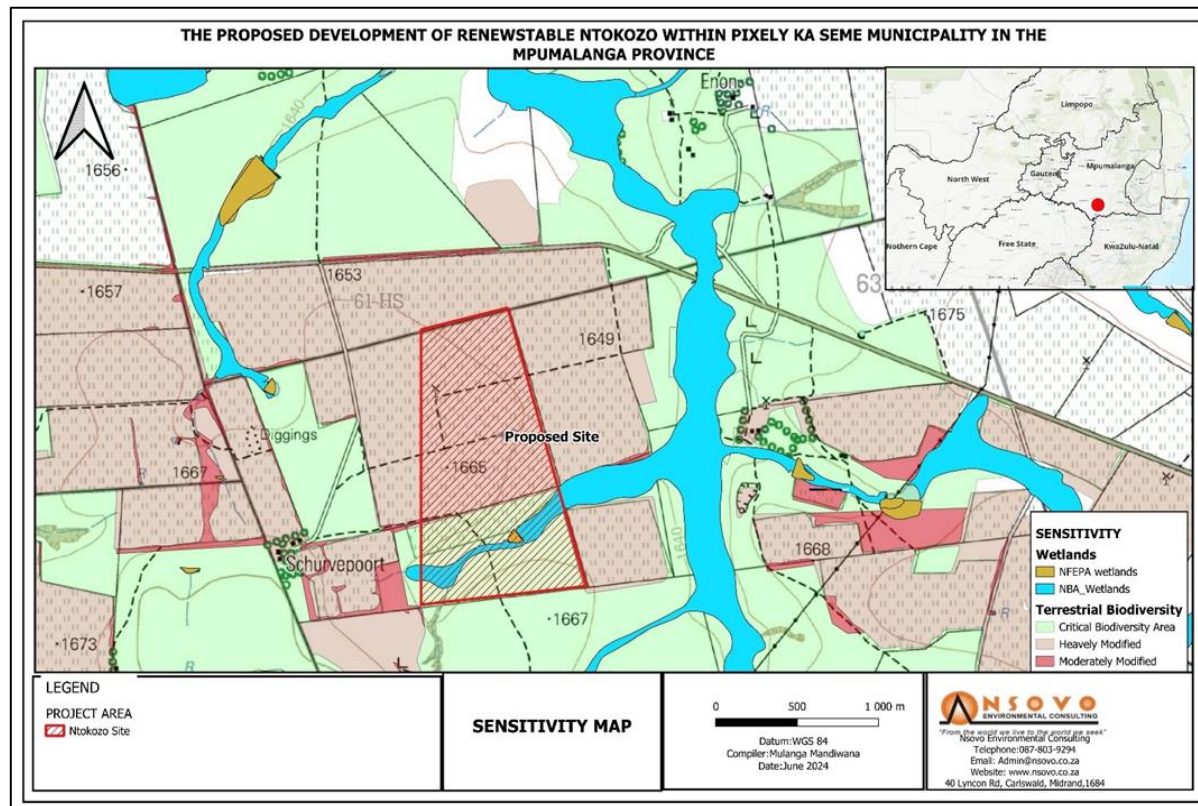 THE PROPOSED DEVELOPMENT OF RENEWSTABLE NTOKOZO WITHIN PIXELY KA SEME MUNICIPALITY IN THE
MPUMALANGA PROVINCE
Enon
1640
1656
Limpopo
Mpumalanga
Gauteng
North West
Free State
KwaZulu-Natal
Nothern Cape
1653
1657
61-HS
63
1675
1649
Proposed Site
Diggings
1665
1667
R
1640
1668
Schurvepoort
R
1667
1673
R
SENSITIVITY
Wetlands
NFEPA wetlands
NBA_Wetlands
Terrestrial Biodiversity
Critical Biodiversity Area
Heavely Modified
Moderately Modified
LEGEND
PROJECT AREA
Ntokozo Site
SENSITIVITY MAP
0 500 1 000 m
Datum:WGS 84
Compiler:Mulanga Mandiwana
Date:June 2024
NSOVO
ENVIRONMENTAL CONSULTING
"From the world we live to the world we seek"
Nsovo Environmental Consulting
Telephone:087-803-9294
Email: Admin@nsovo.co.za
Website: www.nsovo.co.za
40 Lyncon Rd, Carlswald, Midrand,1684